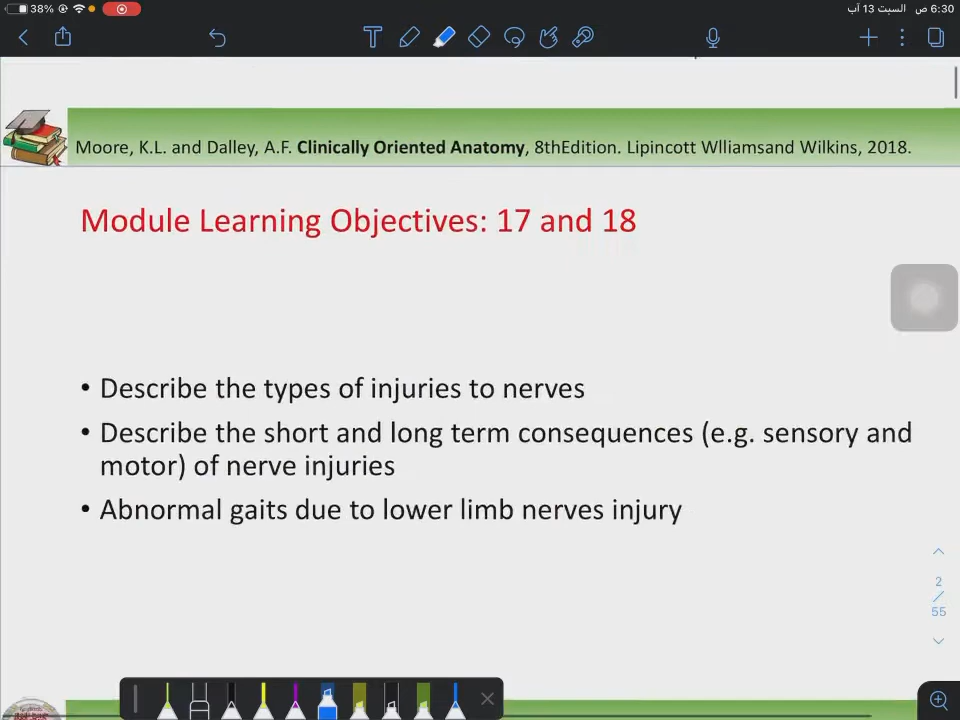 38%
السبت 13 آب 6:30 ص
Moore, K.L. and Dalley, A.F. Clinically Oriented Anatomy, 8thEdition. Lipincott Wlliamsand Wilkins, 2018.
Module Learning Objectives: 17 and 18
• Describe the types of injuries to nerves
• Describe the short and long term consequences (e.g. sensory and
motor) of nerve injuries
• Abnormal gaits due to lower limb nerves injury
2
/
55